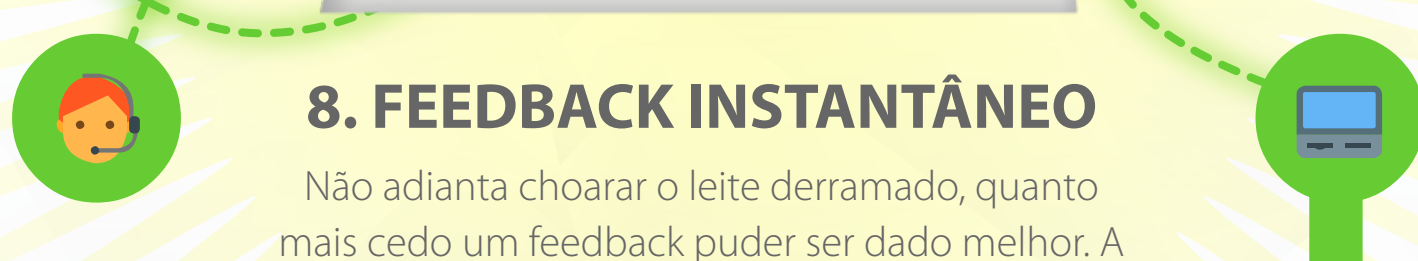 8. FEEDBACK INSTANTÂNEO
Não adianta choarar o leite derramado, quanto
mais cedo um feedback puder ser dado melhor. A